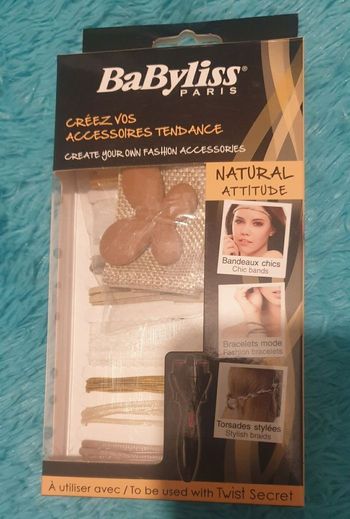 BaByliss®
PARIS
CRÉEZ VOS
ACCESSOIRES TENDANCE
CREATE YOUR OWN FASHION ACCESSORIES
NATURAL
ATTITUDE
Bandeaux chics
Chic bands
Bracelets mode
Fashion bracelets
Torsades stylées
Stylish braids
À utiliser avec / To be used with Twist Secret